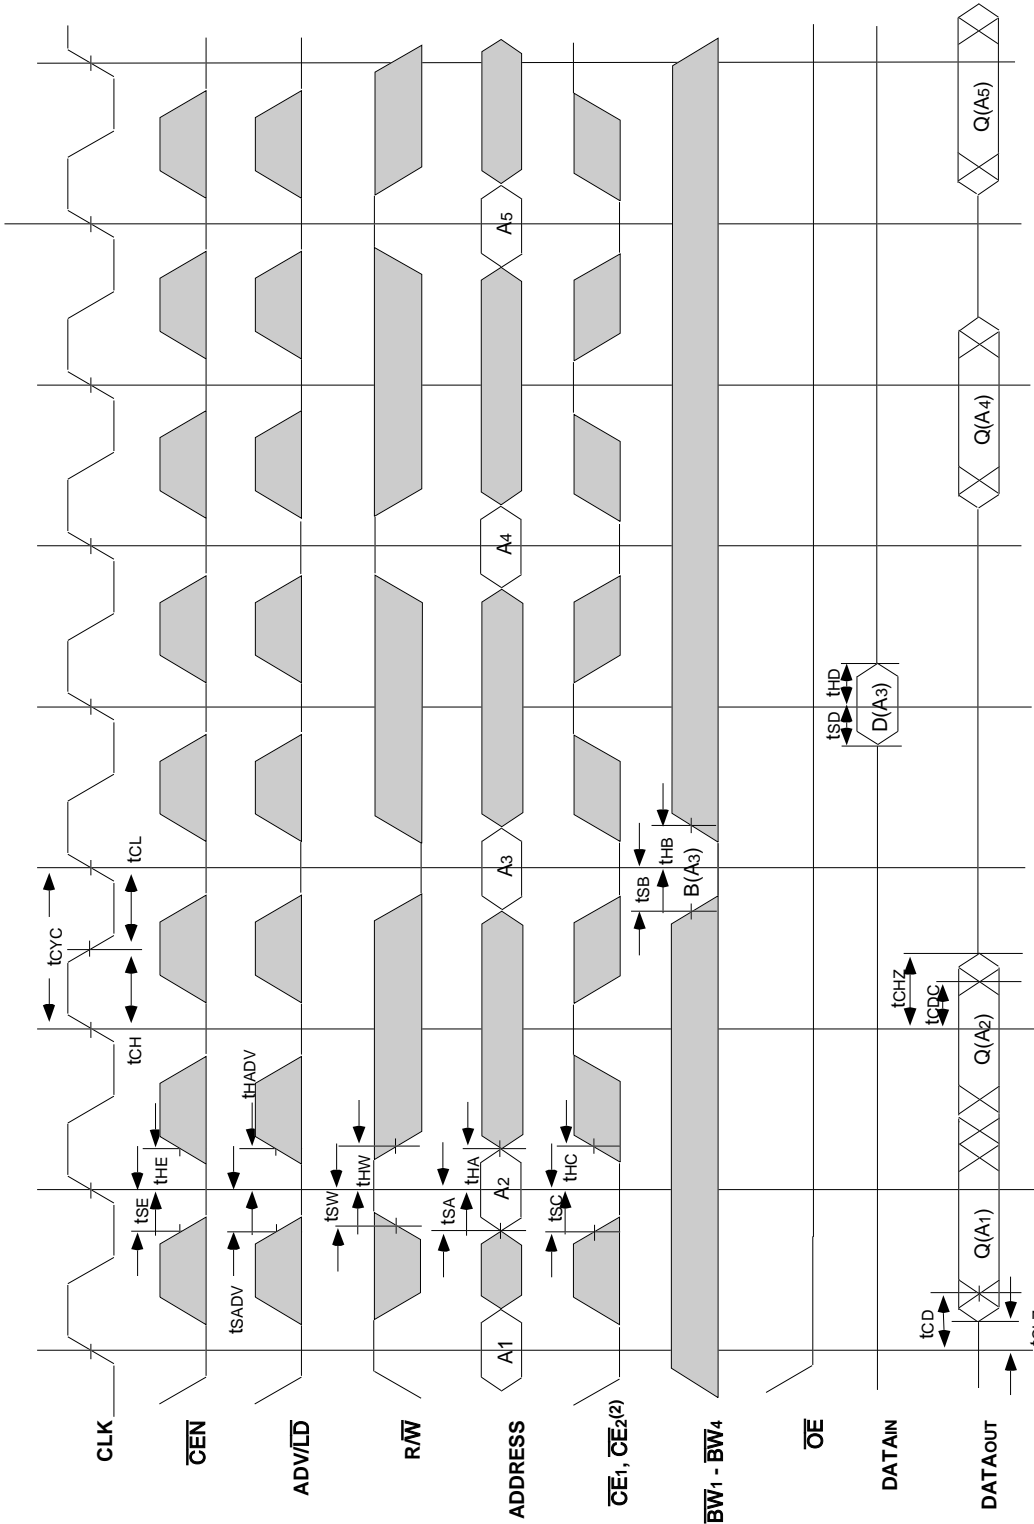 CLK
tCYC
tCH
tCL
CEN
tSE
tHE
ADV/LD
tSADV
tHADV
R/W
tSW
tHW
ADDRESS
A1
A2
A3
A4
A5
tSA
tHA
CE1, CE2(2)
tSC
tHC
BW1 - BW4
tSB
tHB
B(A3)
OE
DATAIN
tSD
tHD
D(A3)
DATAOUT
tCD
tCHZ
tCDC
Q(A1)
Q(A2)
Q(A4)
Q(A5)